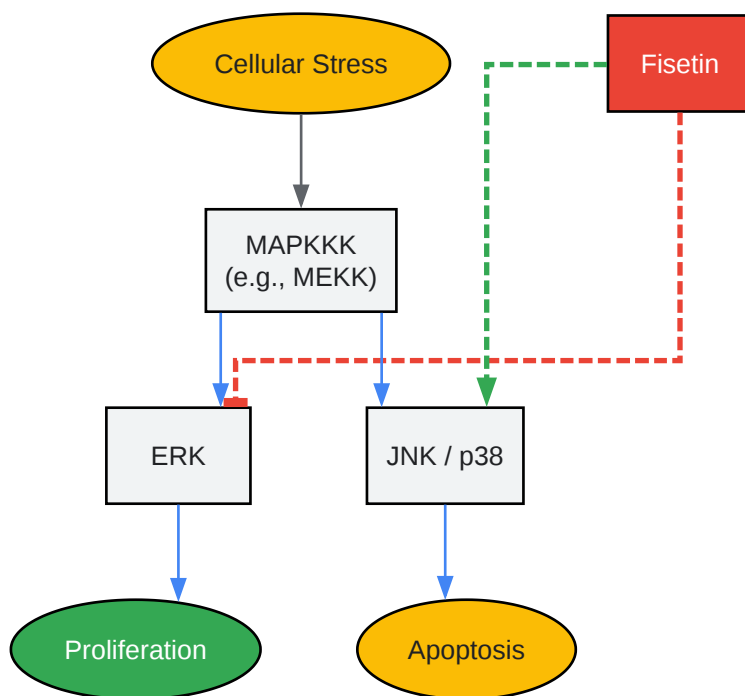 Cellular Stress
Fisetin
MAPKKK
(e.g., MEKK)
ERK
JNK / p38
Proliferation
Apoptosis